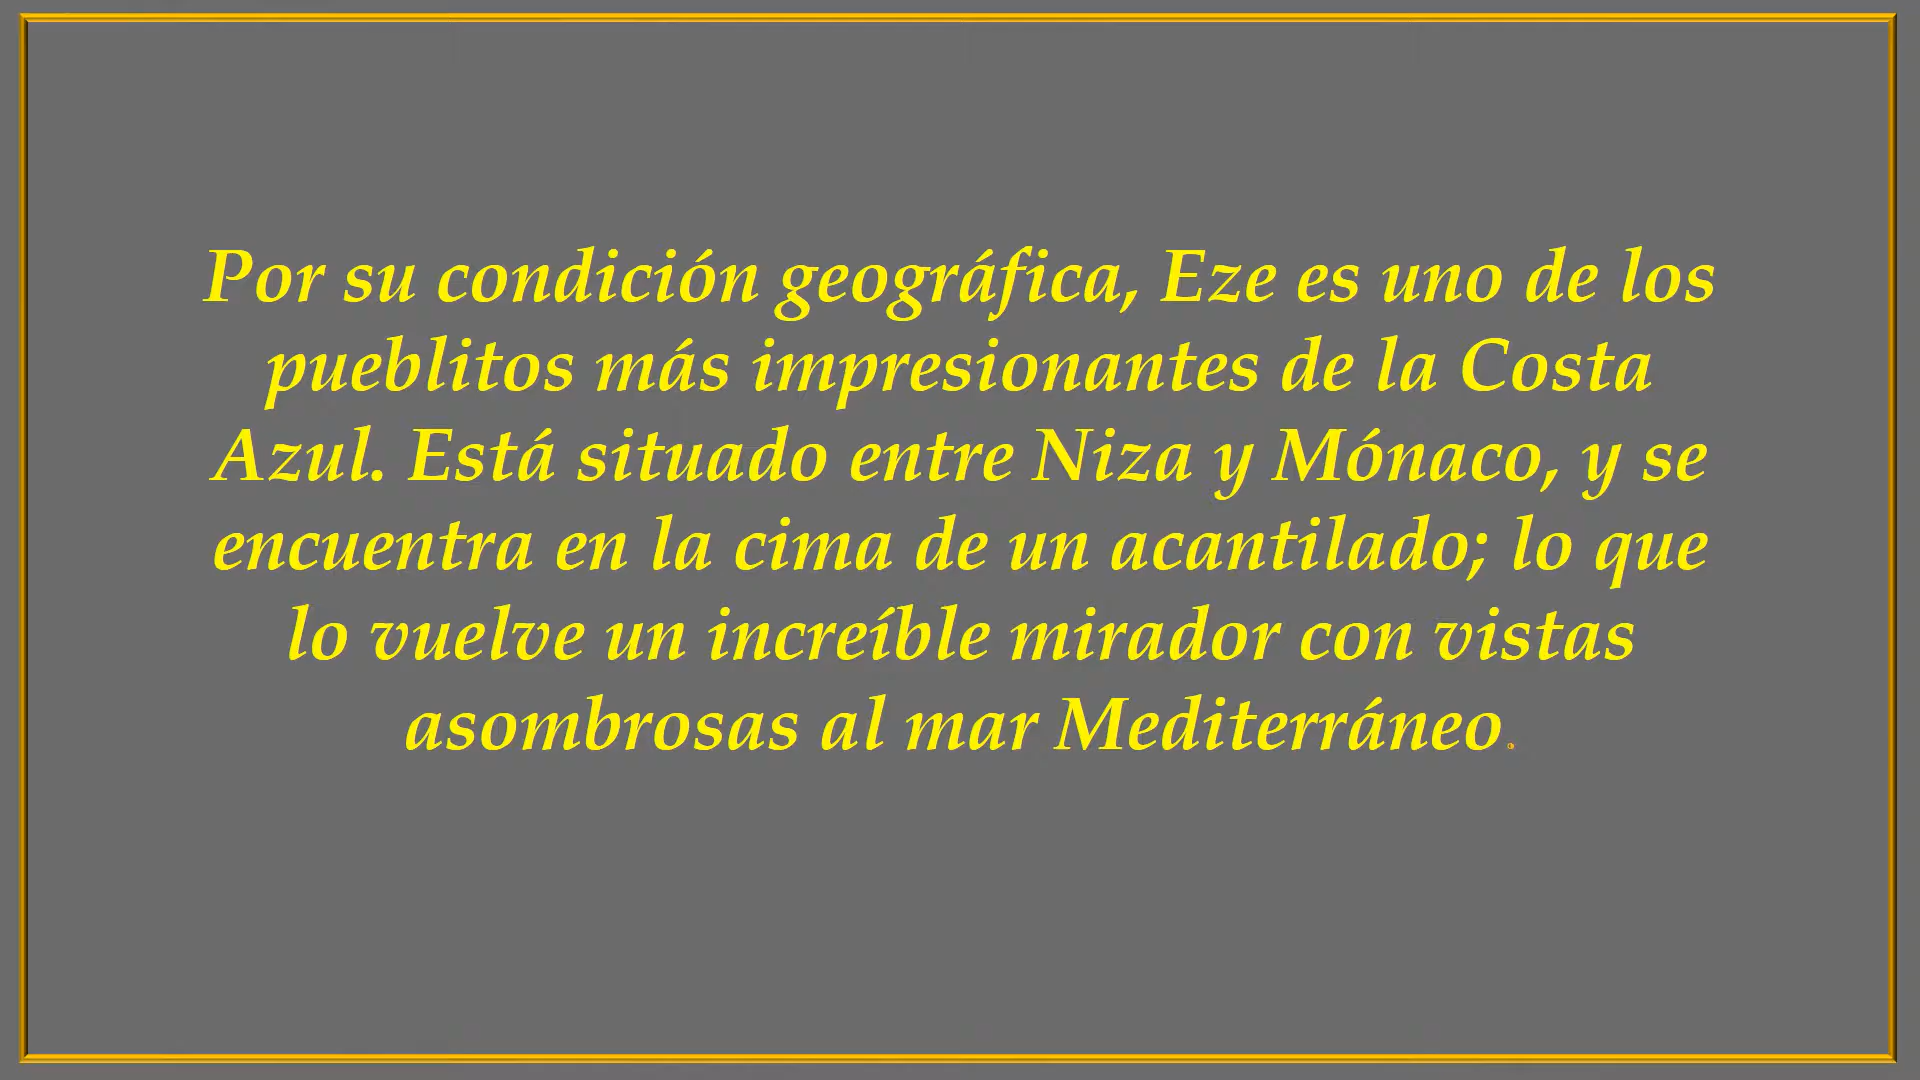 Por su condición geográfica, Eze es uno de los
pueblitos más impresionantes de la Costa
Azul. Está situado entre Niza y Mónaco, y se
encuentra en la cima de un acantilado; lo que
lo vuelve un increíble mirador con vistas
asombrosas al mar Mediterráneo.